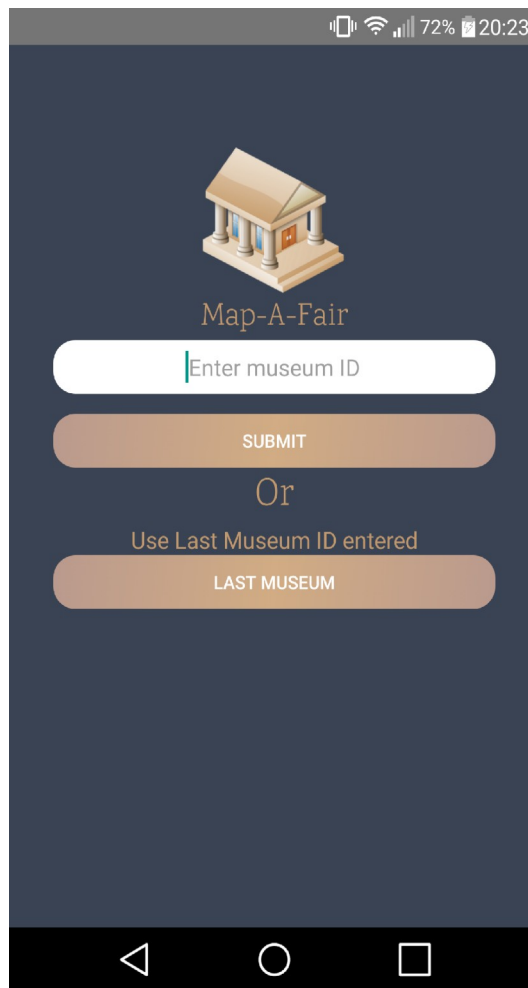 72% 20:23
Map-A-Fair
Enter museum ID
SUBMIT
Or
Use Last Museum ID entered
LAST MUSEUM